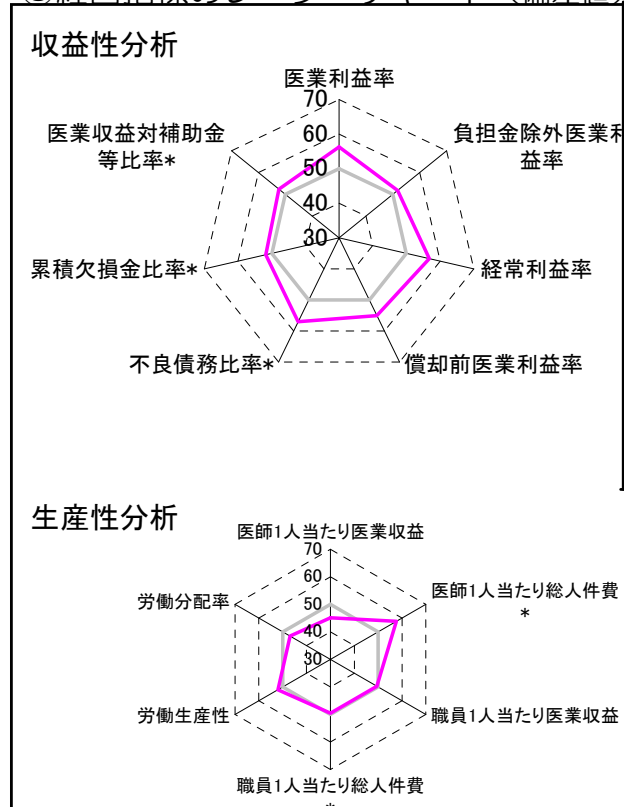 収益性分析
医業利益率
70
60
50
40
30
負担金除外医業利
益率
経常利益率
償却前医業利益率
不良債務比率*
累積欠損金比率*
医業収益対補助金
等比率*
生産性分析
医師1人当たり医業収益
70
60
50
40
30
医師1人当たり総人件費
*
職員1人当たり医業収益
職員1人当たり総人件費
*
労働生産性
労働分配率